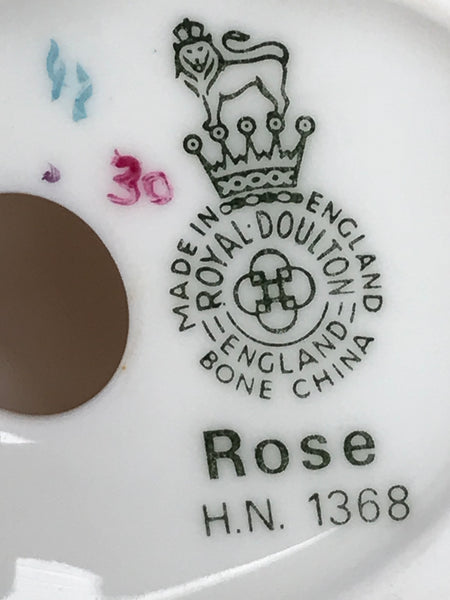 30
MADE IN ENGLAND
ROYAL·DOULTON
ENGLAND
BONE CHINA
Rose
H.N. 1368